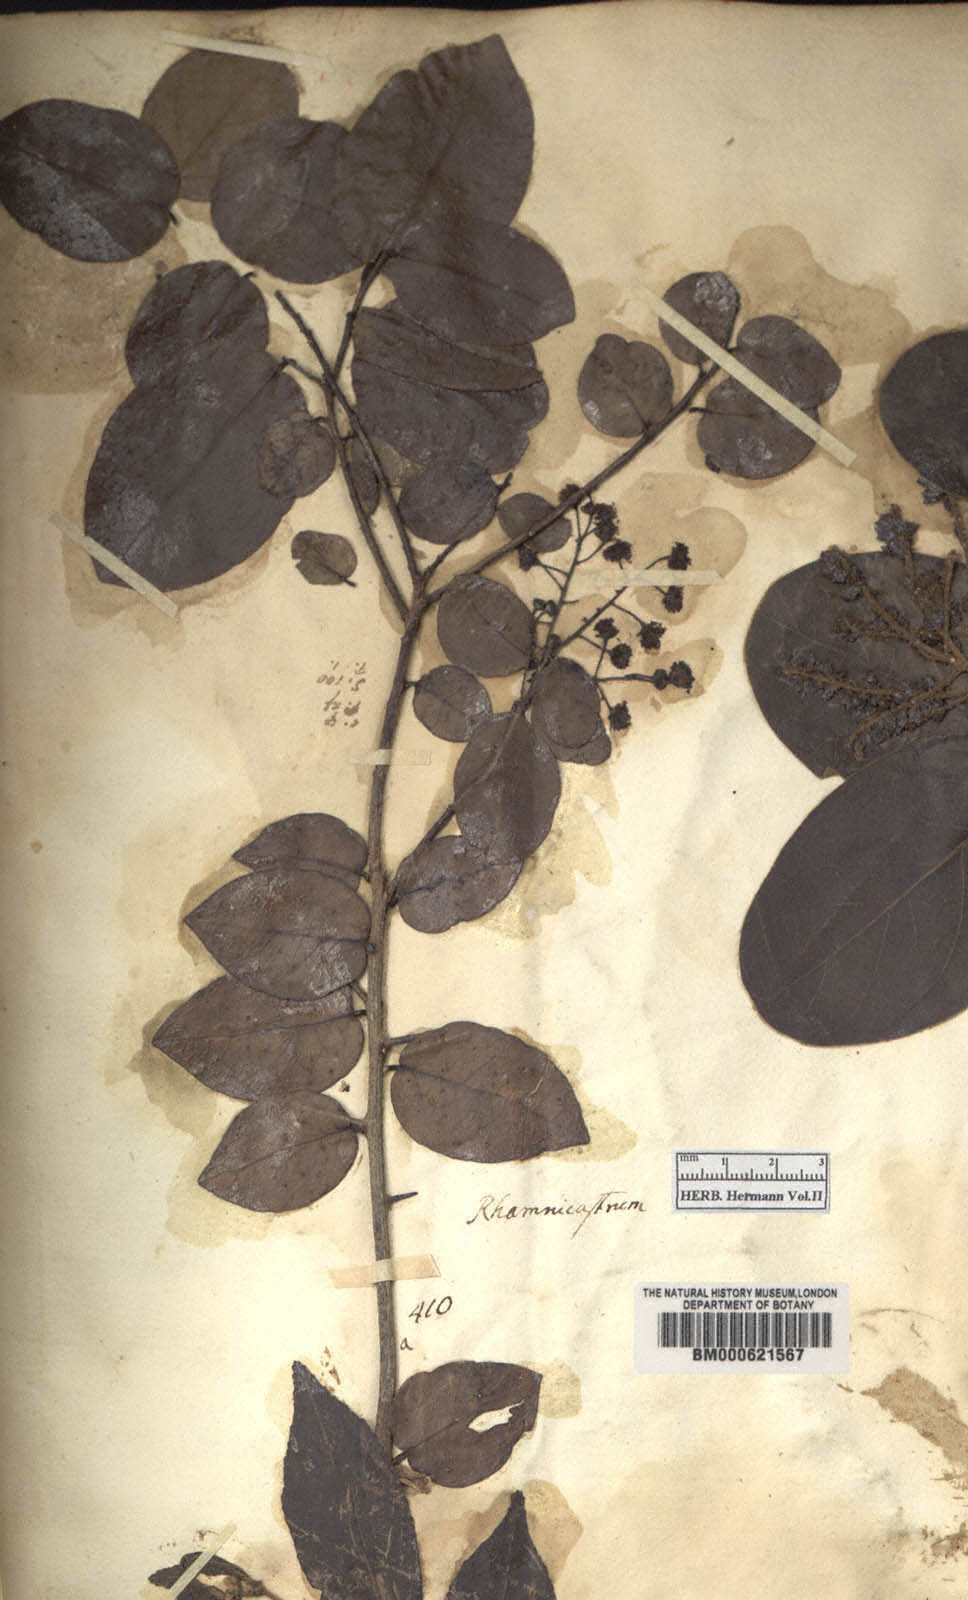 mm 1 2 3
HERB. Hermann Vol.II
Rhamnicastrum
THE NATURAL HISTORY MUSEUM, LONDON
DEPARTMENT OF BOTANY
BM000621567
410
a